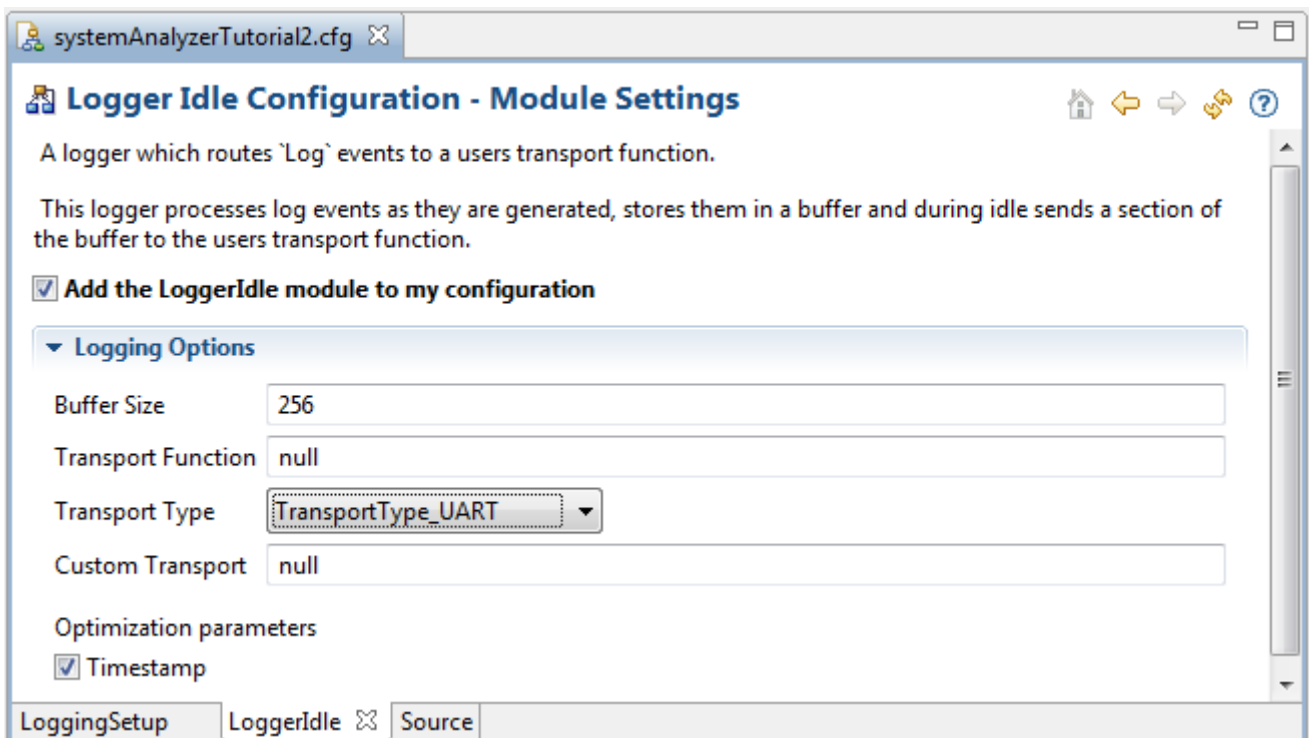 systemAnalyzerTutorial2.cfg
Logger Idle Configuration - Module Settings
A logger which routes `Log` events to a users transport function.
This logger processes log events as they are generated, stores them in a buffer and during idle sends a section of
the buffer to the users transport function.
Add the LoggerIdle module to my configuration
Logging Options
Buffer Size 256
Transport Function null
Transport Type TransportType_UART
Custom Transport null
Optimization parameters
Timestamp
LoggingSetup LoggerIdle Source